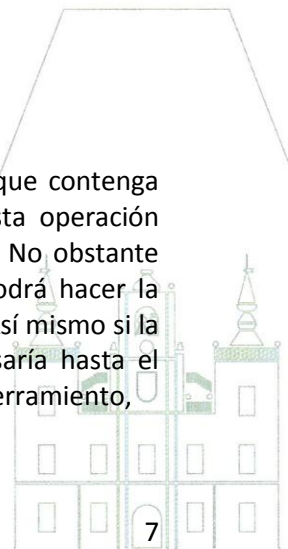 que contenga
sta operación
No obstante
odrá hacer la
sí mismo si la
saría hasta el
erramiento,
7